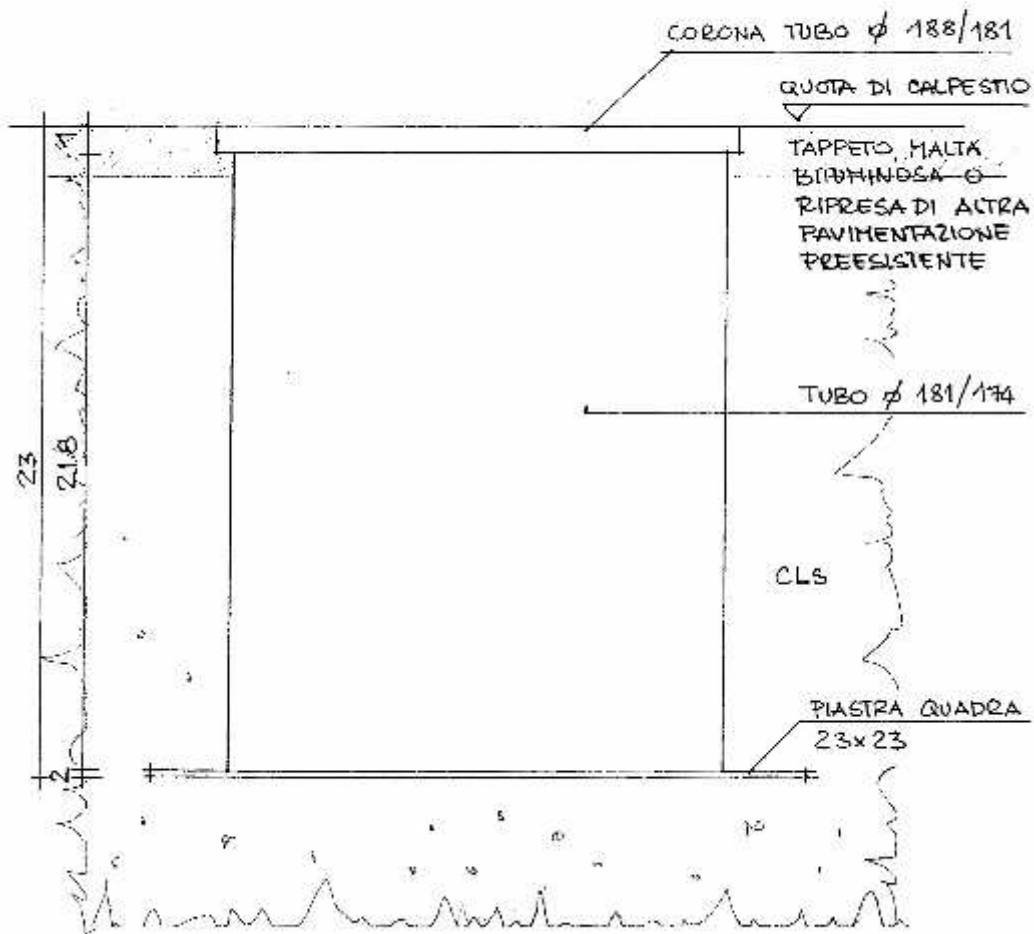 CORONA TUBO ϕ 188/181
QUOTA DI CALPESTIO
TAPPETO, MALTA
BITUMINOSA O
RIPRESA DI ALTRA
PAVIMENTAZIONE
PREESISTENTE
1
23
21.8
TUBO ϕ 181/174
CLS
PIASTRA QUADRA
23x23
2